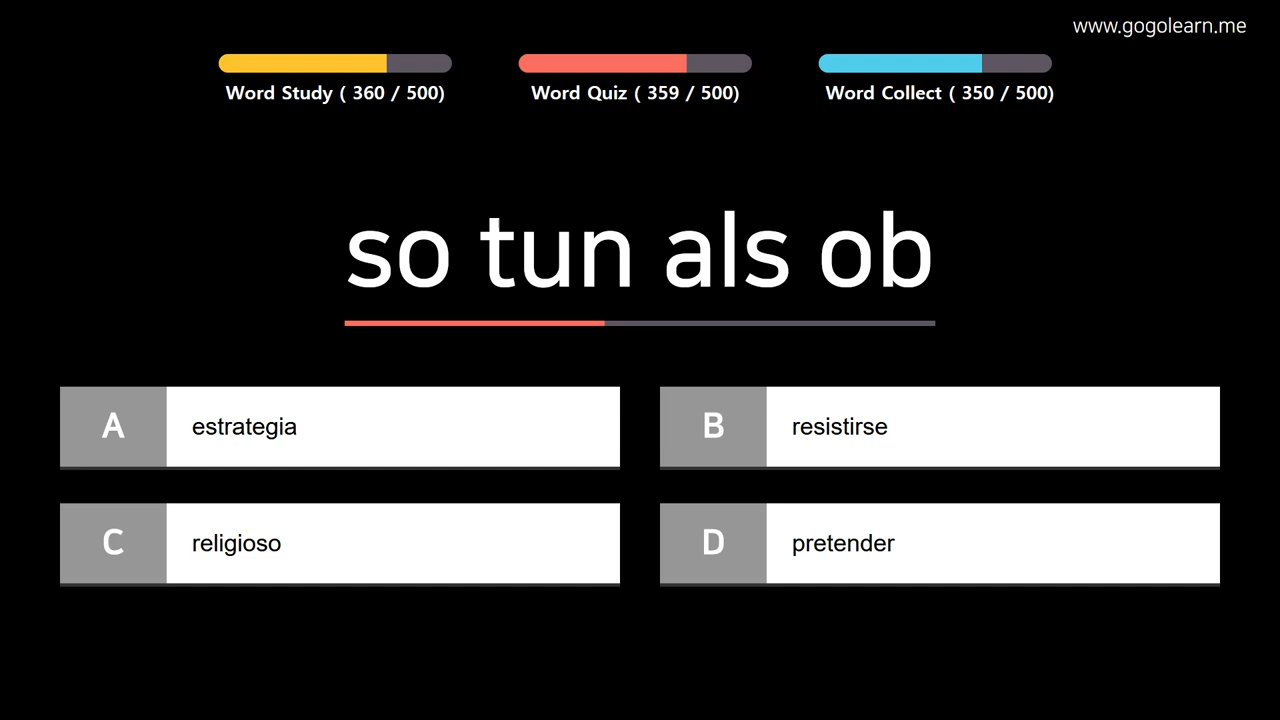 www.gogolearn.me
Word Study ( 360 / 500)
Word Quiz ( 359 / 500)
Word Collect ( 350 / 500)
so tun als ob
A
estrategia
B
resistirse
C
religioso
D
pretender